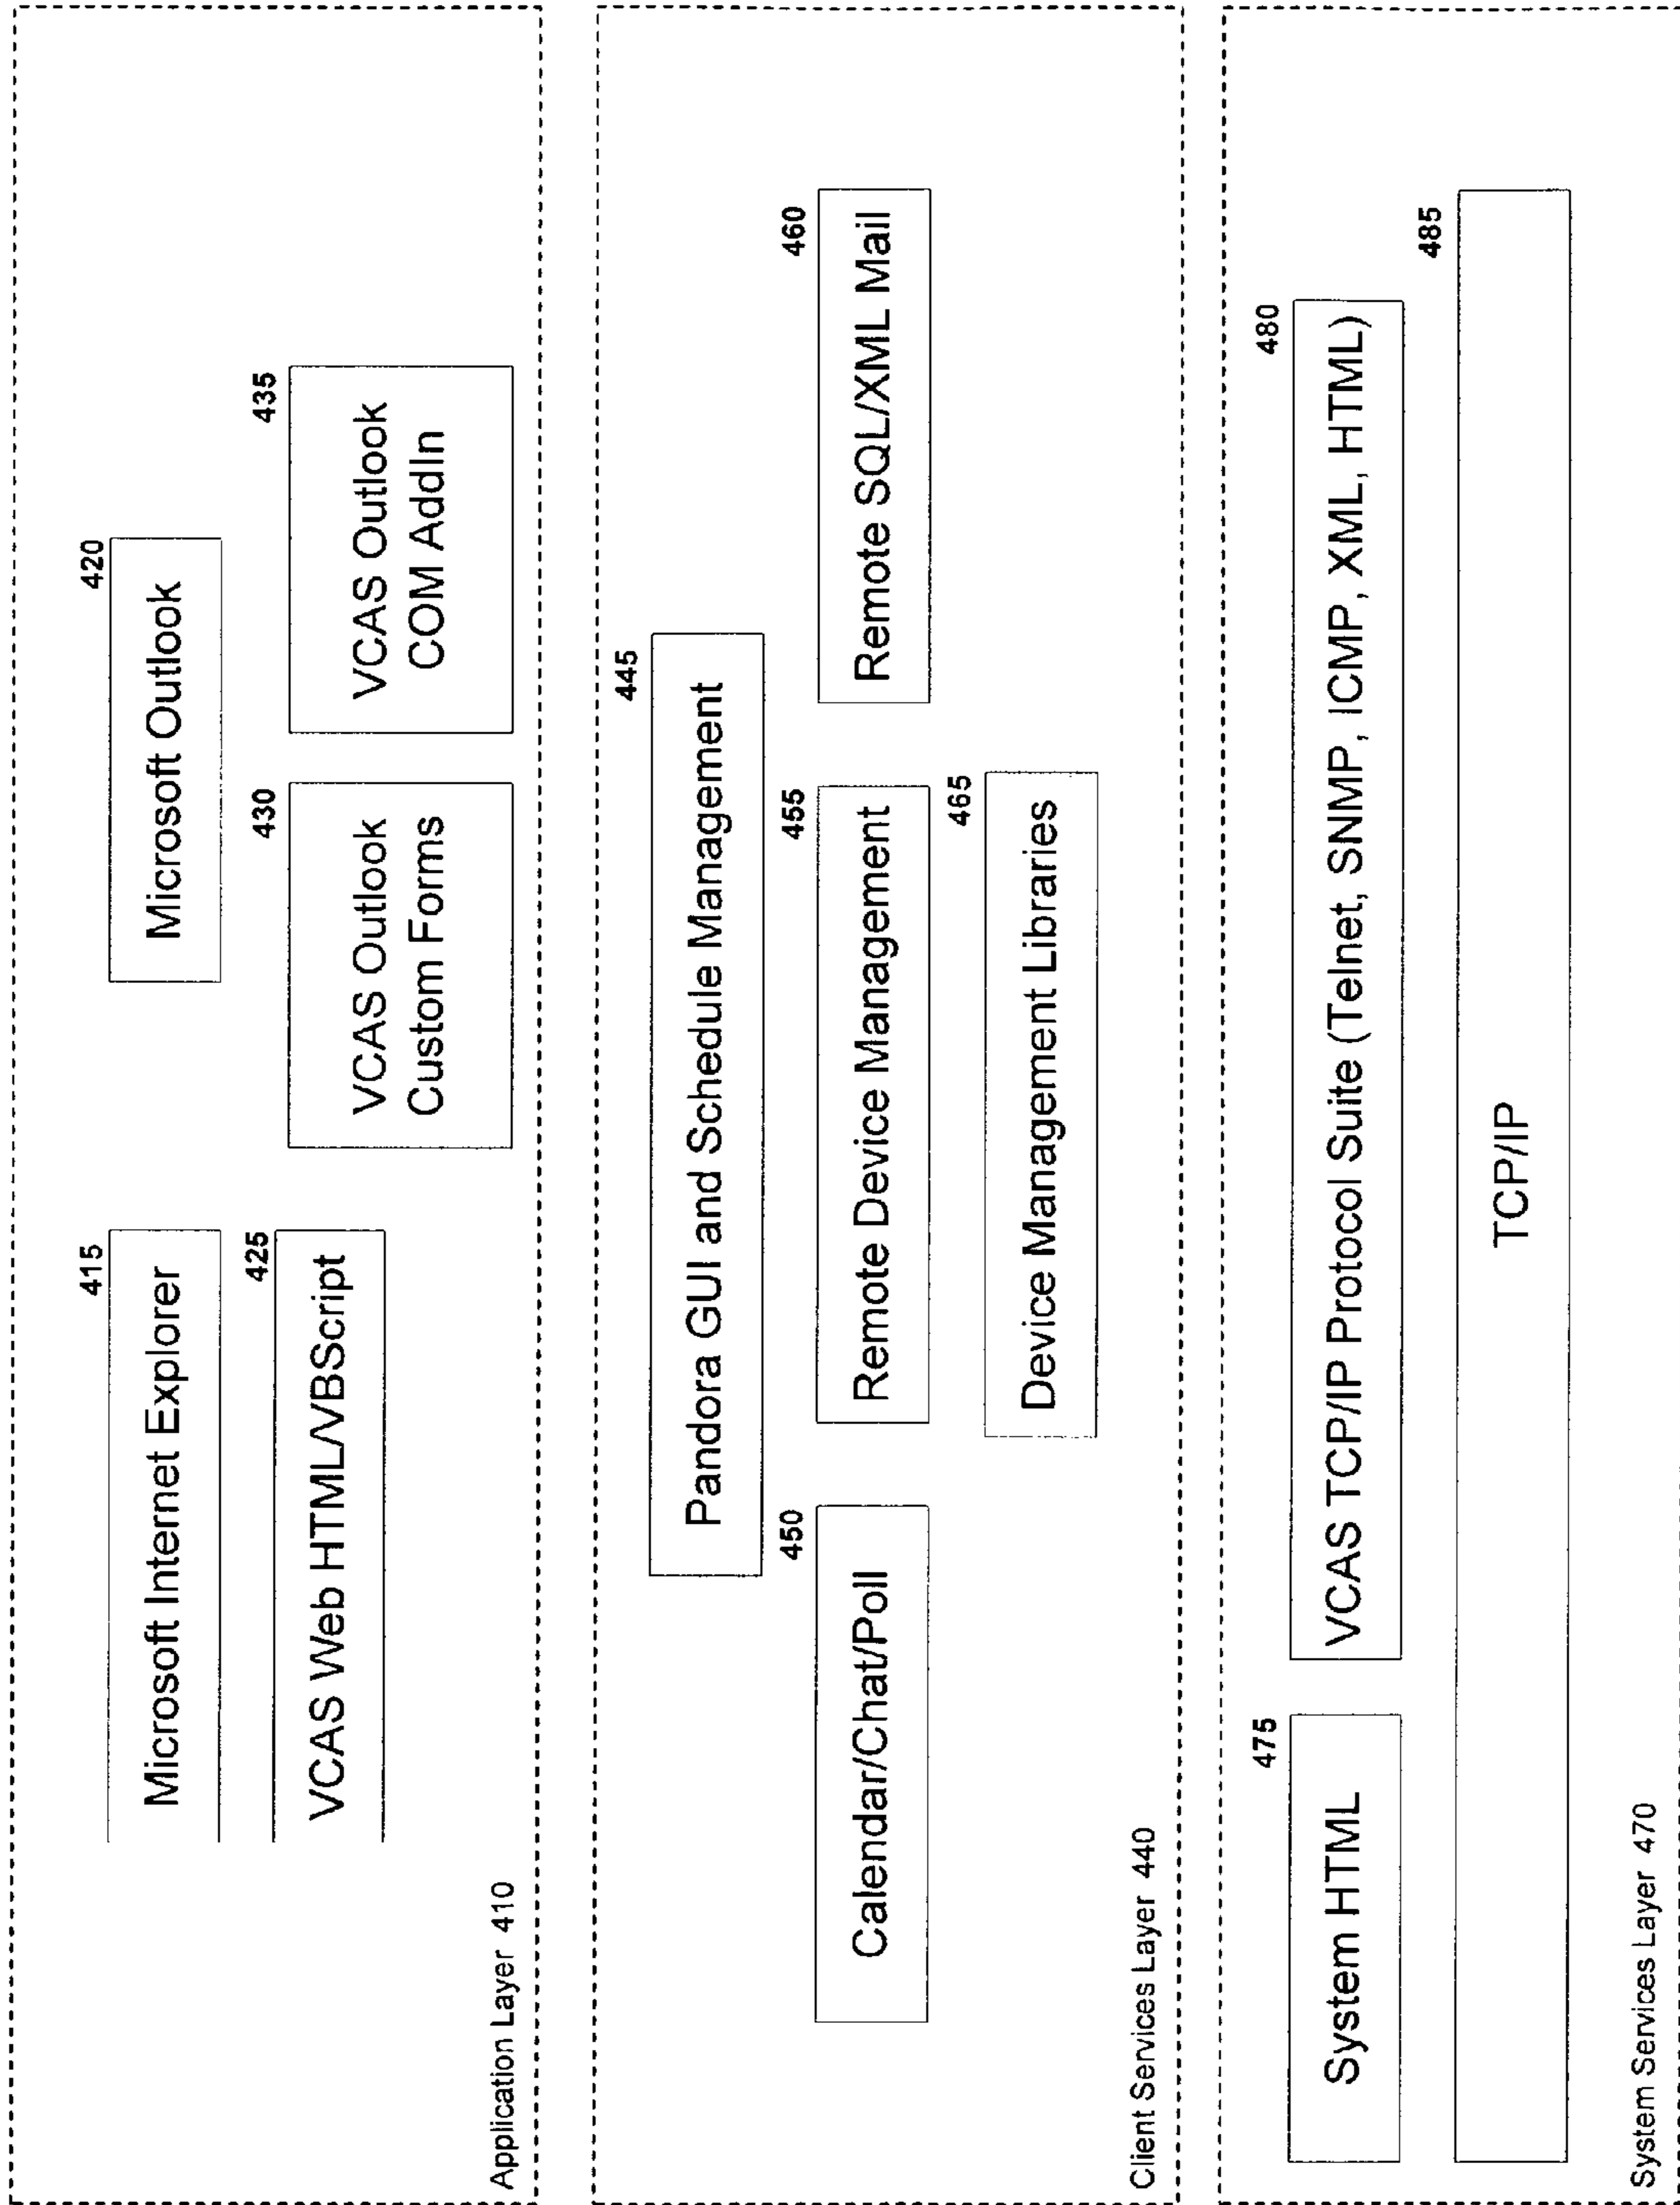 415
Microsoft Internet Explorer
420
Microsoft Outlook
425
VCAS Web HTML/VBScript
430
VCAS Outlook
Custom Forms
435
VCAS Outlook
COM AddIn
Application Layer 410
445
Pandora GUI and Schedule Management
450
Calendar/Chat/Poll
455
Remote Device Management
460
Remote SQL/XML Mail
465
Device Management Libraries
Client Services Layer 440
475
System HTML
480
VCAS TCP/IP Protocol Suite (Telnet, SNMP, ICMP, XML, HTML)
485
TCP/IP
System Services Layer 470